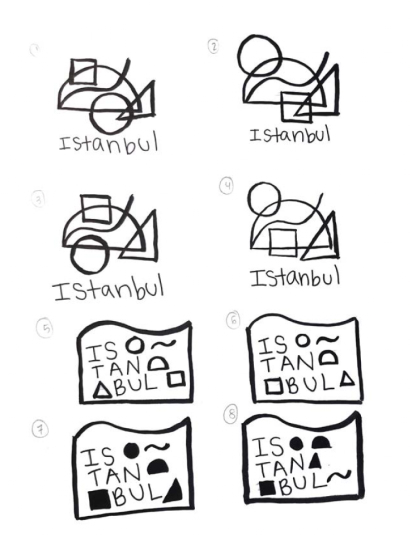 1
2
Istanbul
Istanbul
3
4
Istanbul
Istanbul
5
IS
TAN
BUL
6
IS
TAN
BUL
7
IS
TAN
BUL
8
IS
TAN
BUL